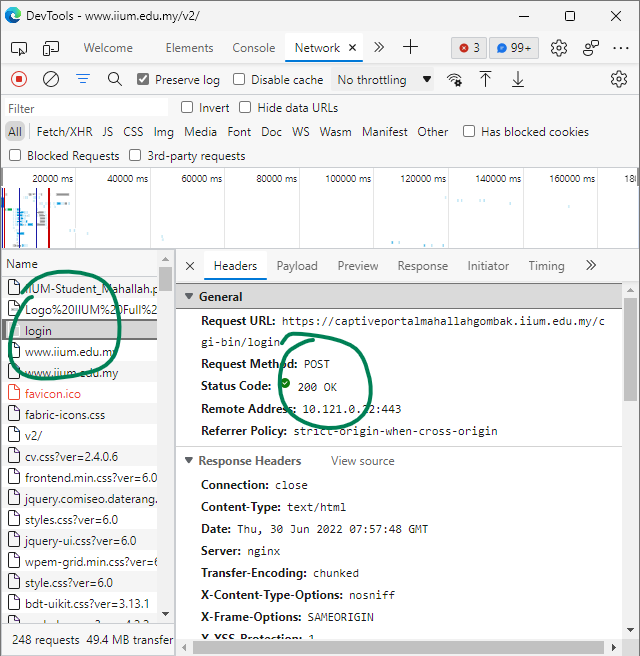 DevTools - www.iium.edu.my/v2/
Welcome Elements Console Network 3 99+
Preserve log Disable cache No throttling
Filter Invert Hide data URLs
All Fetch/XHR JS CSS Img Media Font Doc WS Wasm Manifest Other Has blocked cookies
Blocked Requests 3rd-party requests
20000 ms 40000 ms 60000 ms 80000 ms 100000 ms 120000 ms 140000 ms 160000 ms 180
Name
IIUM-Student_Mahallah.p
Logo%20IIUM%20Full%2
login
www.iium.edu.my
www.iium.edu.my
favicon.ico
fabric-icons.css
v2/
cv.css?ver=2.4.0.6
frontend.min.css?ver=6.0
jquery.comiseo.daterang.
styles.css?ver=6.0
jquery-ui.css?ver=6.0
wpem-grid.min.css?ver=6.
style.css?ver=6.0
bdt-uikit.css?ver=3.13.1
248 requests 49.4 MB transfer
Headers Payload Preview Response Initiator Timing
General
Request URL: https://captiveportalmahallahgombak.iium.edu.my/c
gi-bin/login
Request Method: POST
Status Code: 200 OK
Remote Address: 10.121.0.22:443
Referrer Policy: strict-origin-when-cross-origin
Response Headers View source
Connection: close
Content-Type: text/html
Date: Thu, 30 Jun 2022 07:57:48 GMT
Server: nginx
Transfer-Encoding: chunked
X-Content-Type-Options: nosniff
X-Frame-Options: SAMEORIGIN
X-XSS-Protection: 1